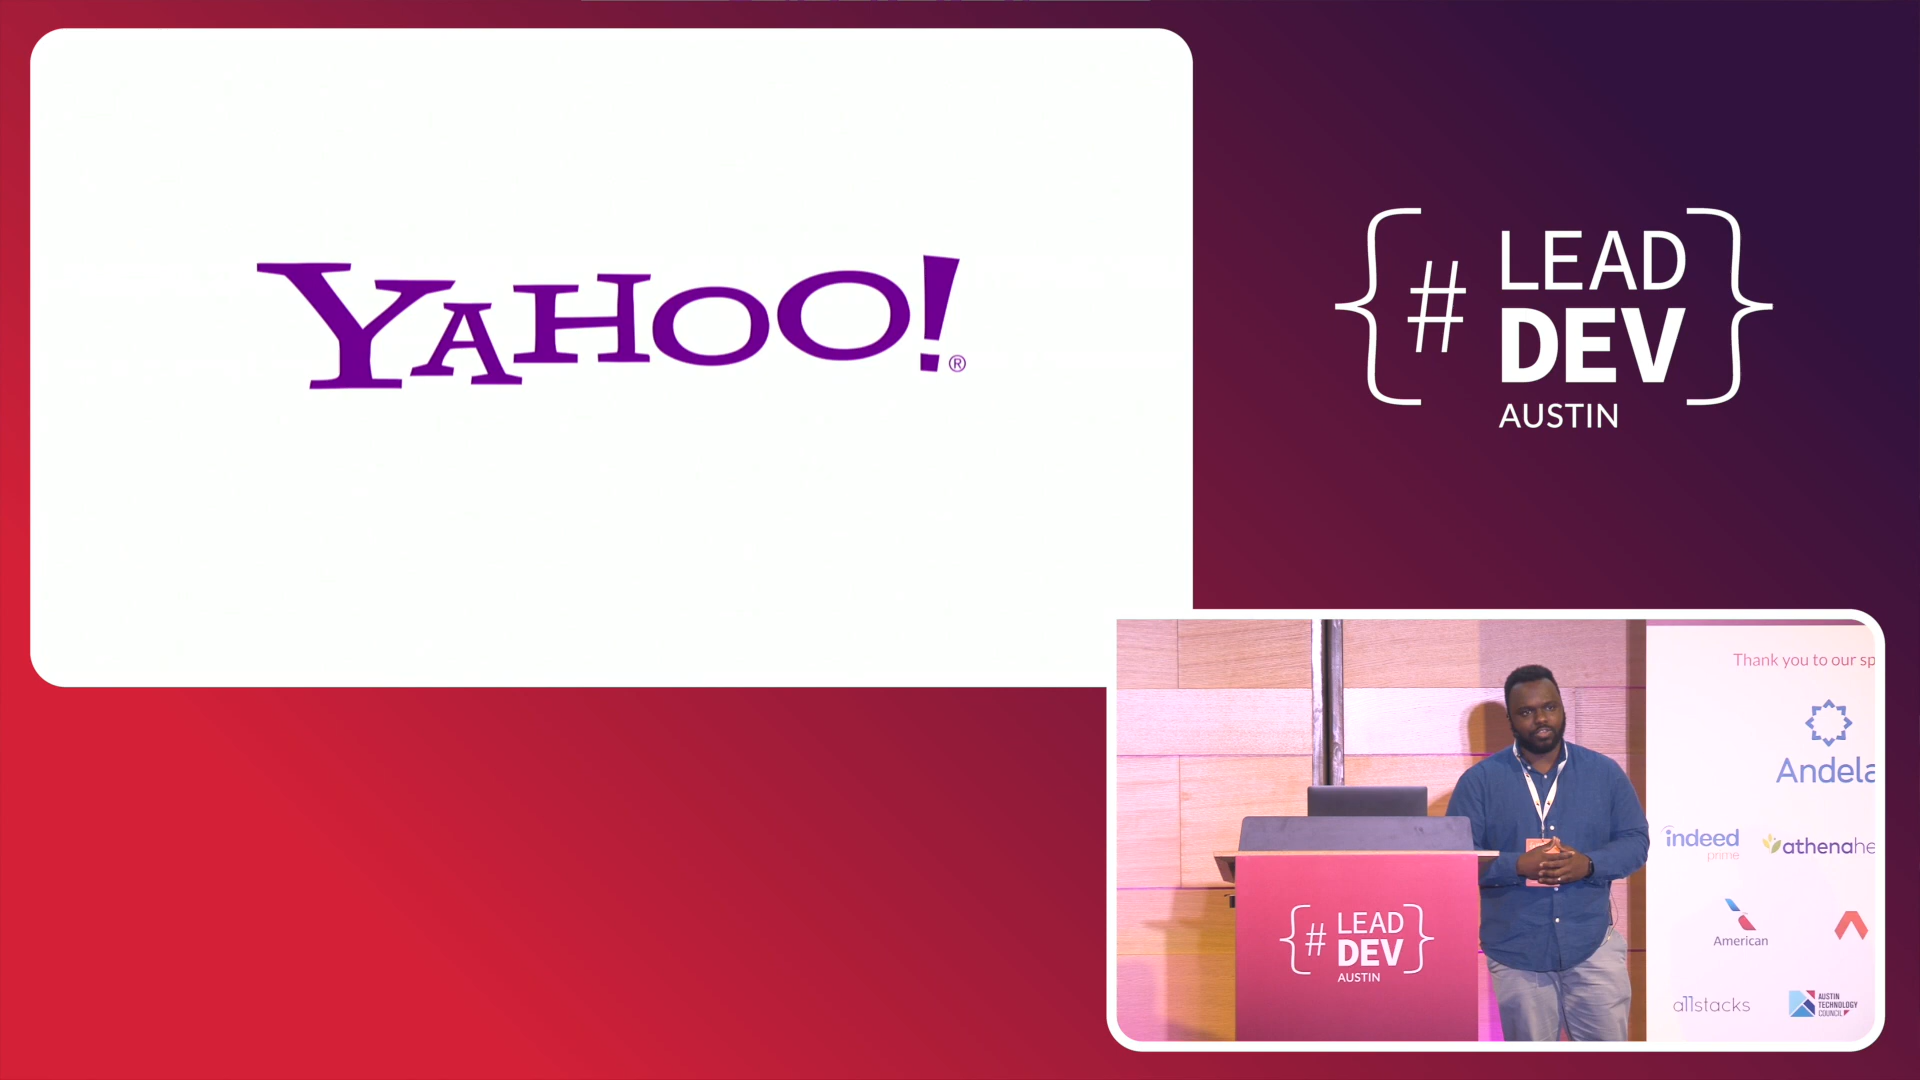 YAHOO!®
{# LEAD
DEV}
AUSTIN
Thank you to our sp
Andela
indeed
prime
athenahe
American
allstacks
AUSTIN
TECHNOLOGY
COUNCIL
{# LEAD
DEV}
AUSTIN